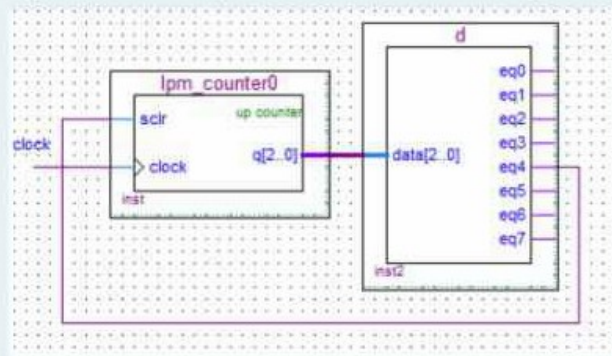 lpm_counter0
sclr
up counter
clock
clock
q[2..0]
inst
d
eq0
eq1
eq2
eq3
data[2..0]
eq4
eq5
eq6
eq7
inst2